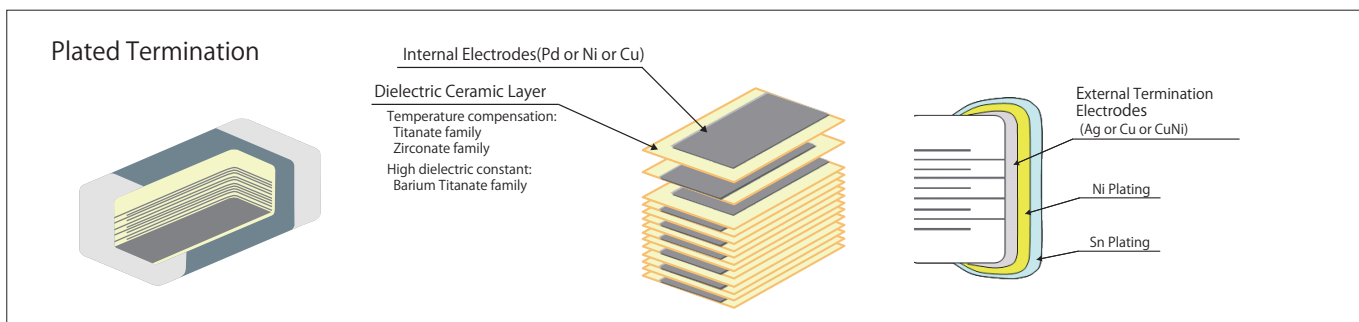 Plated Termination
Internal Electrodes(Pd or Ni or Cu)
Dielectric Ceramic Layer
Temperature compensation:
Titanate family
Zirconate family
High dielectric constant:
Barium Titanate family
External Termination
Electrodes
(Ag or Cu or CuNi)
Ni Plating
Sn Plating